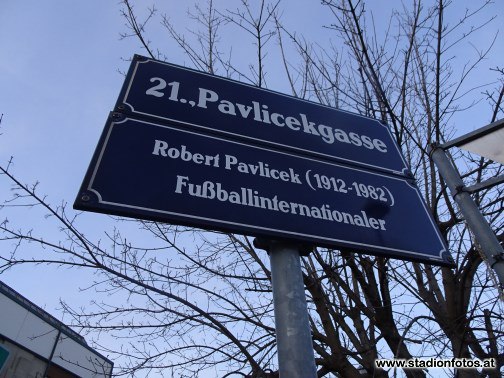 21., Pavlicekgasse
Robert Pavlicek (1912-1982)
Fußballinternationaler
www.stadionfotos.at